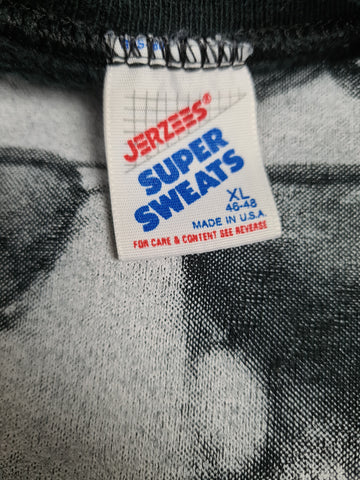 JERZEES®
SUPER
SWEATS
XL
46-48
MADE IN U.S.A.
FOR CARE & CONTENT SEE REVERSE